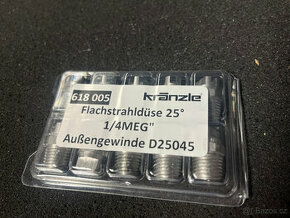 618 005 kränzle
Flachstrahldüse 25°
1/4MEG"
Außengewinde D25045